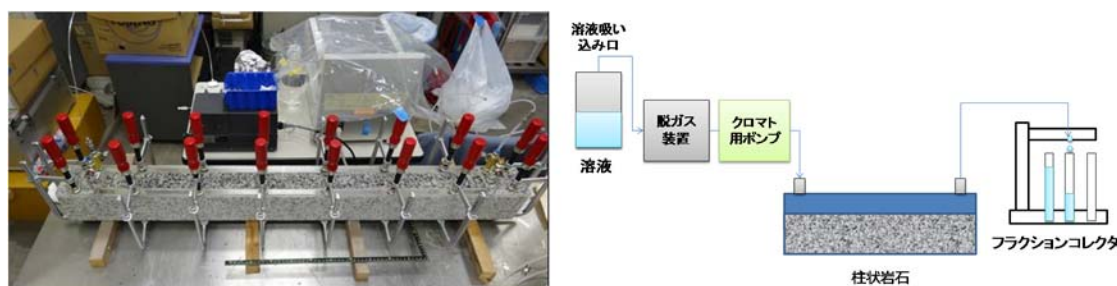 溶液吸い
込み口
脱ガス
装置
クロマト
用ポンプ
溶液
フラクションコレクタ
柱状岩石